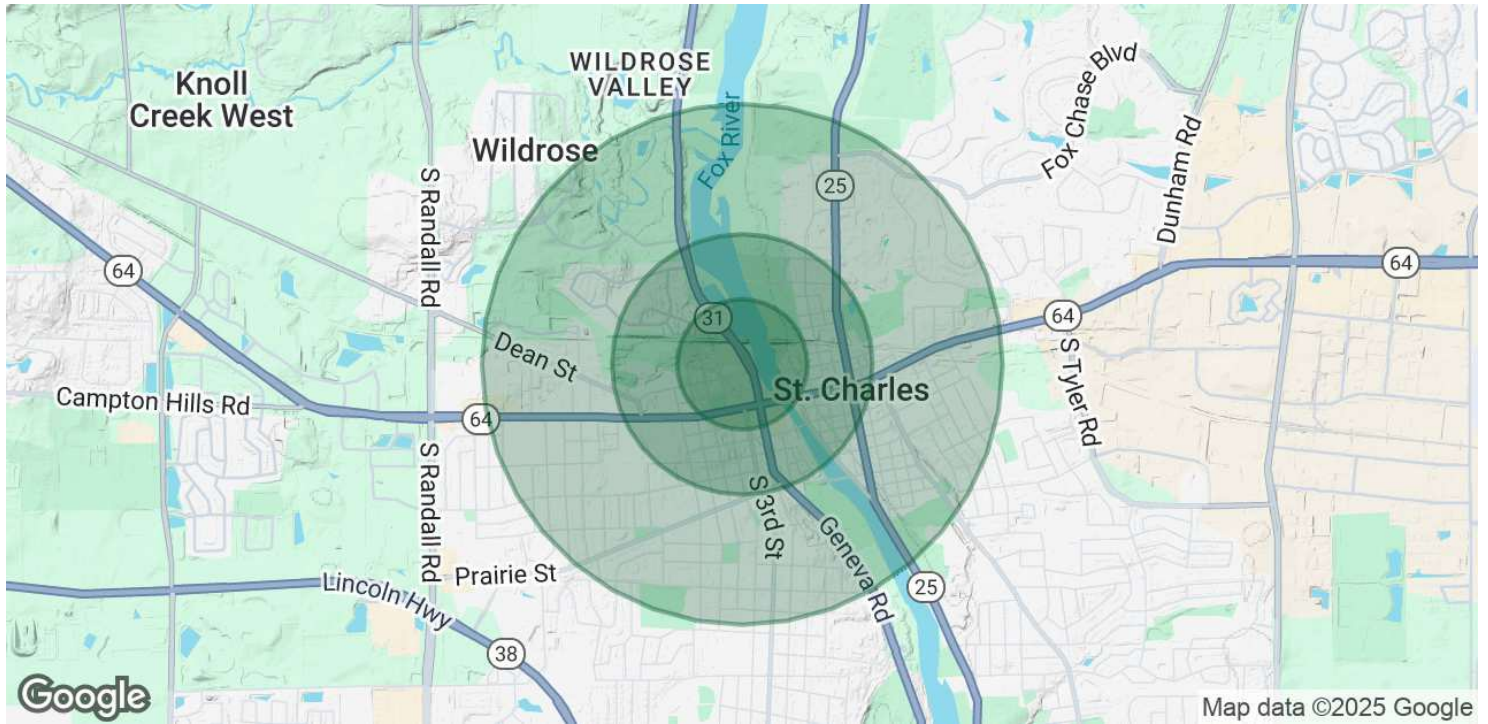 WILDROSE
VALLEY
Knoll
Creek West
Wildrose
Fox River
Fox Chase Blvd
Dunham Rd
25
S Randall Rd
64
64
31
64
Dean St
S Tyler Rd
St. Charles
Campton Hills Rd
64
S Randall Rd
S 3rd St
Geneva Rd
Prairie St
Lincoln Hwy
25
38
Google
Map data ©2025 Google